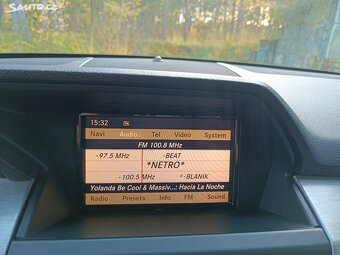 SAUTO.CZ
15:32
Navi Audio Tel Video System
FM 100.8 MHz
-97.5 MHz -BEAT
*NETRO*
-100.5 MHz -BLANIK
Yolanda Be Cool & Massiv...: Hacia La Noche
Radio Presets Info FM Sound